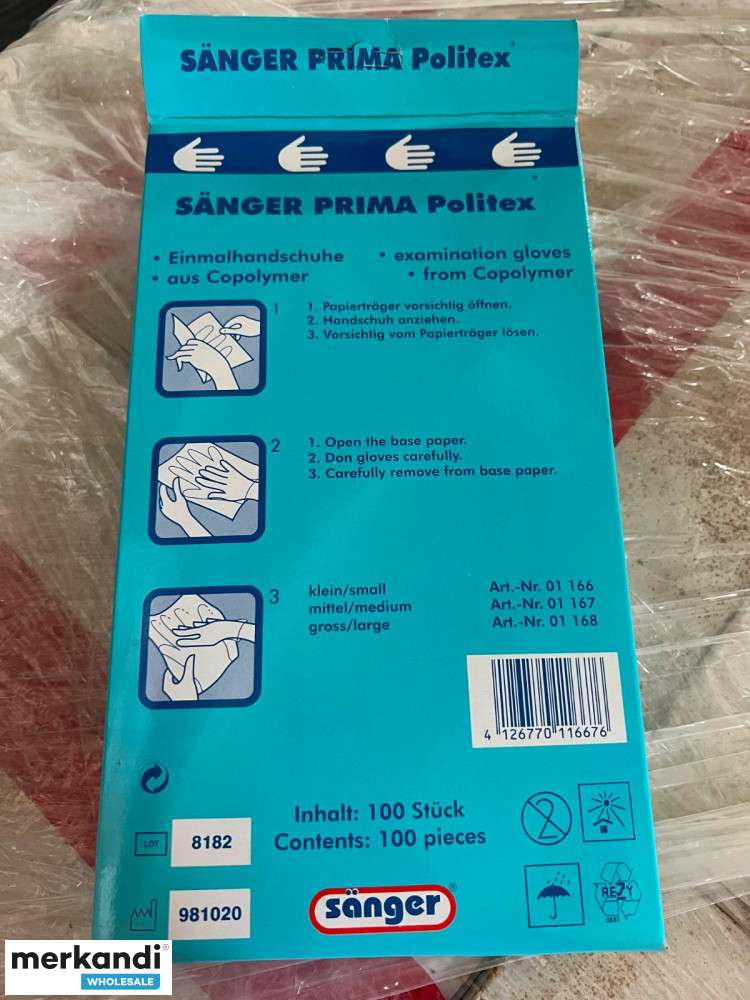 SÄNGER PRIMA Politex®
SÄNGER PRIMA Politex®
• Einmalhandschuhe
• aus Copolymer
• examination gloves
• from Copolymer
1
1. Papierträger vorsichtig öffnen.
2. Handschuh anziehen.
3. Vorsichtig vom Papierträger lösen.
2
1. Open the base paper.
2. Don gloves carefully.
3. Carefully remove from base paper.
3
klein/small Art.-Nr. 01 166
mittel/medium Art.-Nr. 01 167
gross/large Art.-Nr. 01 168
4 126770 116676
Inhalt: 100 Stück
Contents: 100 pieces
2
LOT 8182
981020
sänger®
REZY
merkandi
WHOLESALE